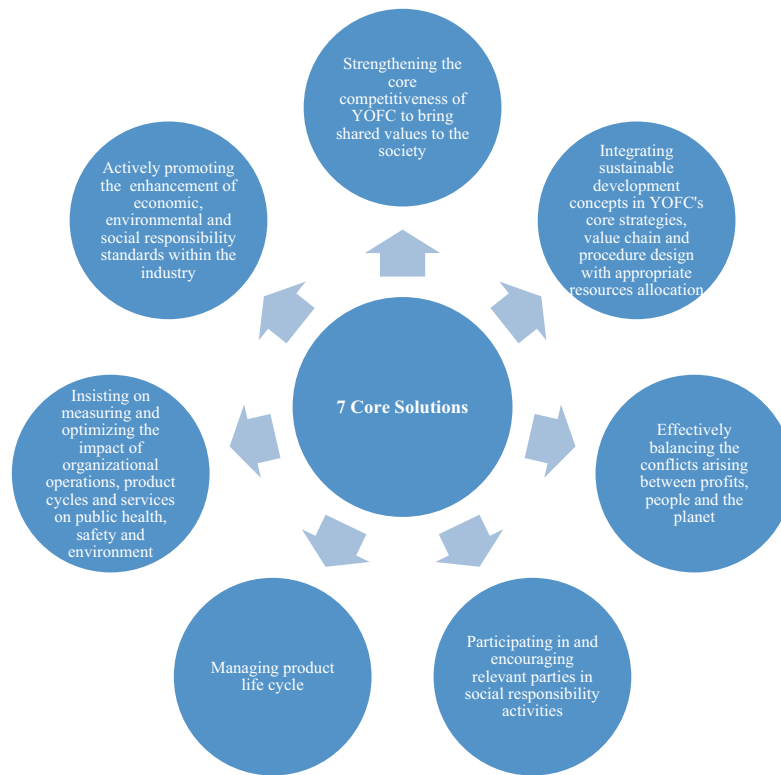 Strengthening the
core
competitiveness of
YOFC to bring
shared values to the
society
Integrating
sustainable
development
concepts in YOFC's
core strategies,
value chain and
procedure design
with appropriate
resources allocation
Effectively
balancing the
conflicts arising
between profits,
people and the
planet
Participating in and
encouraging
relevant parties in
social responsibility
activities
Managing product
life cycle
Insisting on
measuring and
optimizing the
impact of
organizational
operations, product
cycles and services
on public health,
safety and
environment
Actively promoting
the enhancement of
economic,
environmental and
social responsibility
standards within the
industry
7 Core Solutions